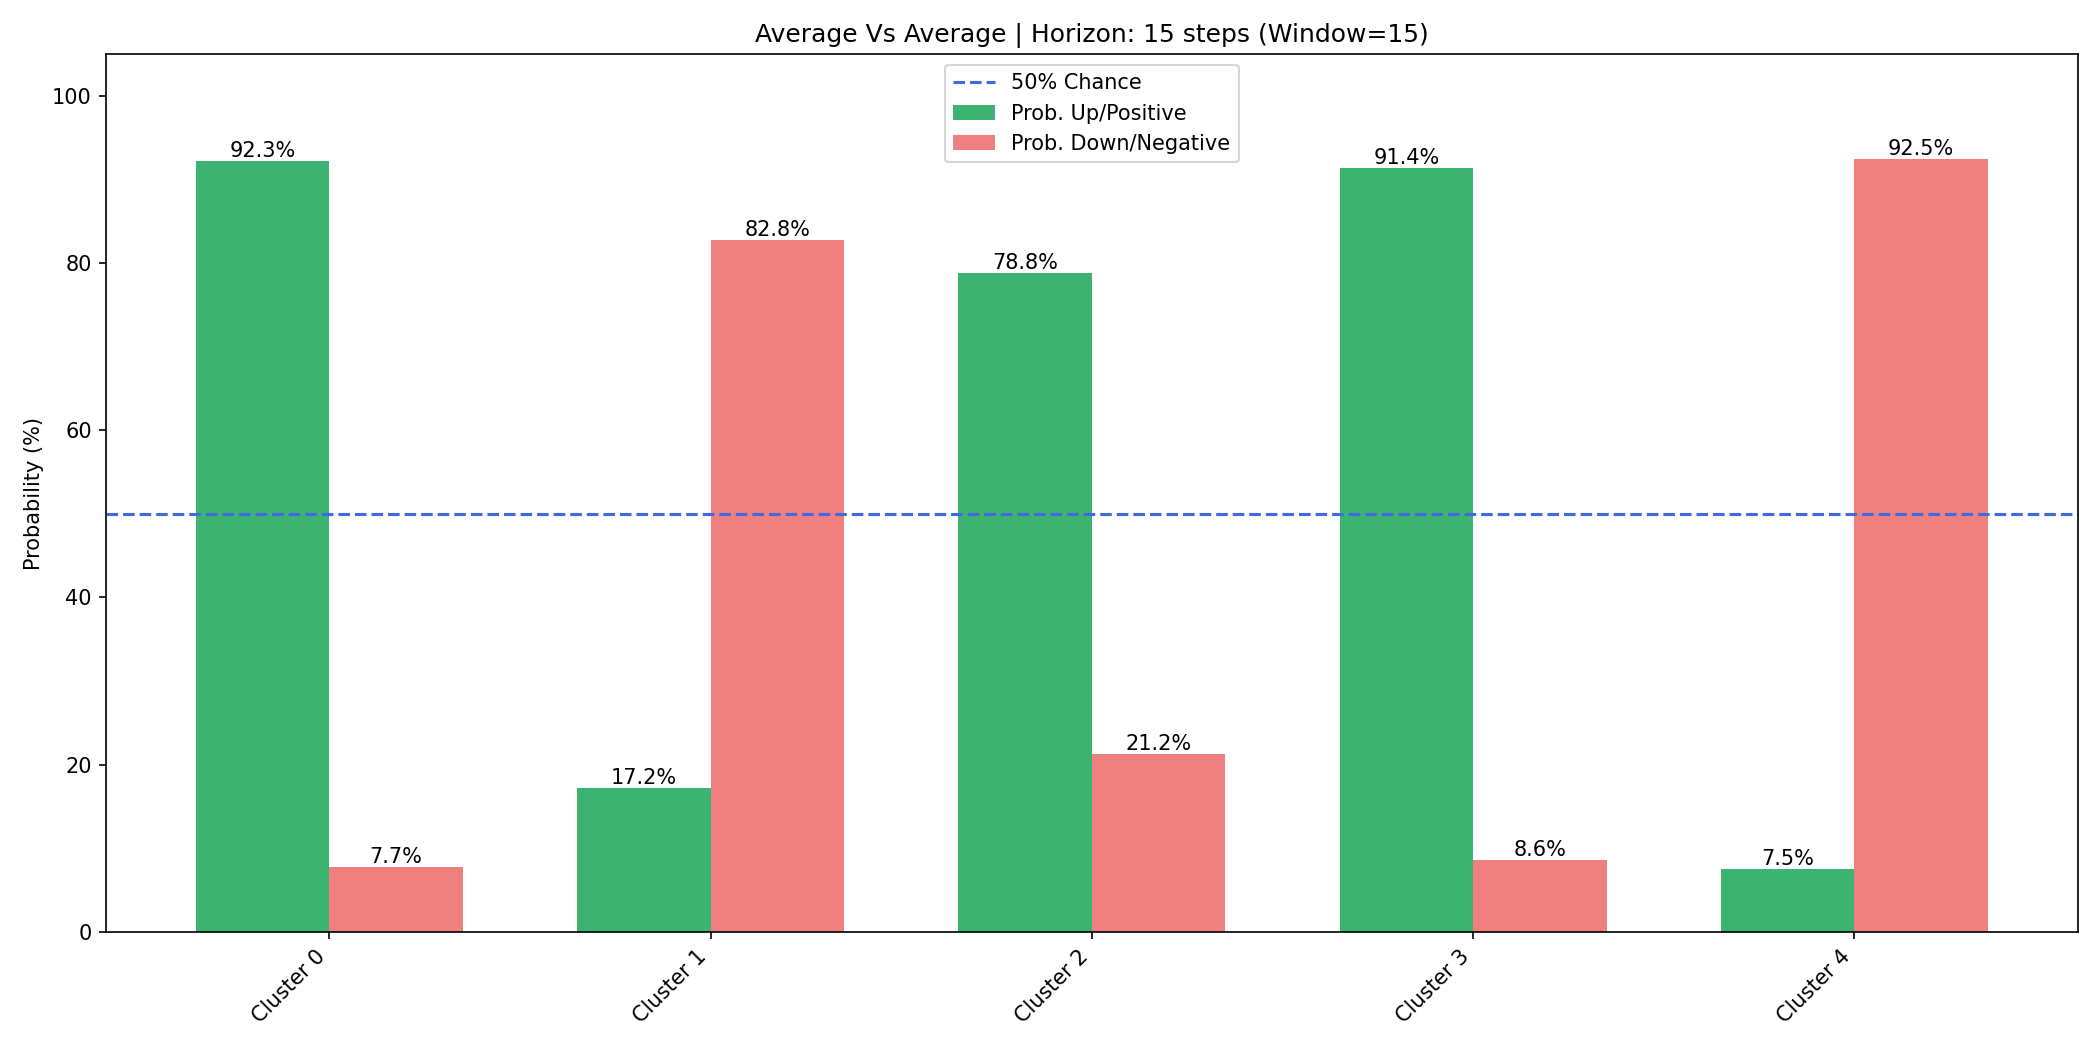 Average Vs Average | Horizon: 15 steps (Window=15)
50% Chance
Prob. Up/Positive
Prob. Down/Negative
Probability (%)
100
80
60
40
20
0
92.3%
7.7%
17.2%
82.8%
78.8%
21.2%
91.4%
8.6%
7.5%
92.5%
Cluster 0
Cluster 1
Cluster 2
Cluster 3
Cluster 4